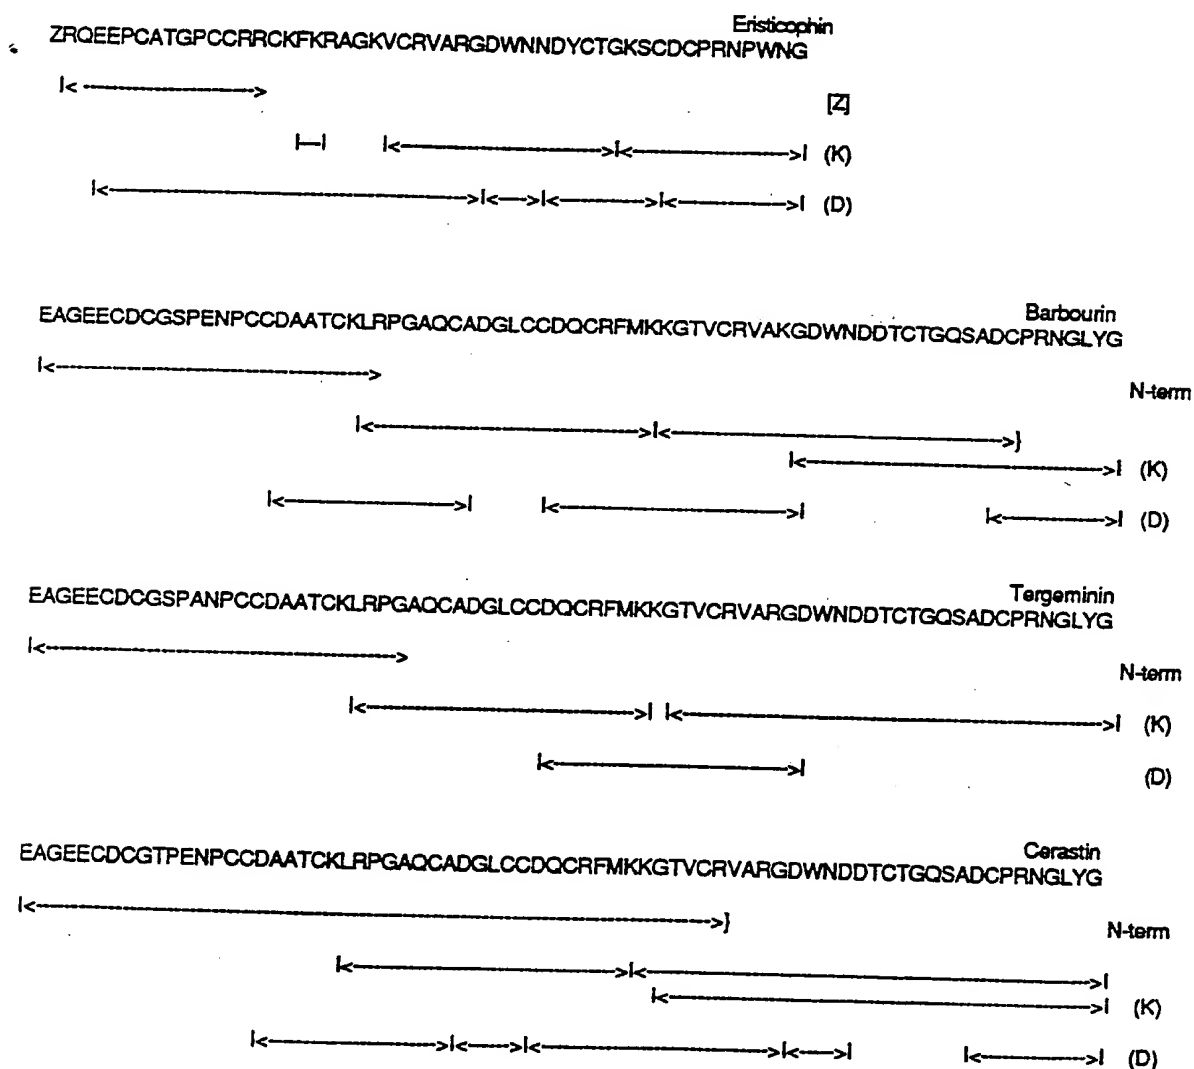 Eristicophin
ZRQEEPCATGPCCRRCKFKRAGKVCRVARGDWNNDYCTGKSCDCPRNPWNG
[Z]
(K)
(D)
Barbourin
EAGEECDCGSPENPCCDAATCKLRPGAQCADGLCCDQCRFMKKGTVCRVAKGDWNDDTCTGQSADCPRNGLYG
N-term
(K)
(D)
Tergeminin
EAGEECDCGSPANPCCDAATCKLRPGAQCADGLCCDQCRFMKKGTVCRVARGDWNDDTCTGQSADCPRNGLYG
N-term
(K)
(D)
Cerastin
EAGEECDCGTPENPCCDAATCKLRPGAQCADGLCCDQCRFMKKGTVCRVARGDWNDDTCTGQSADCPRNGLYG
N-term
(K)
(D)